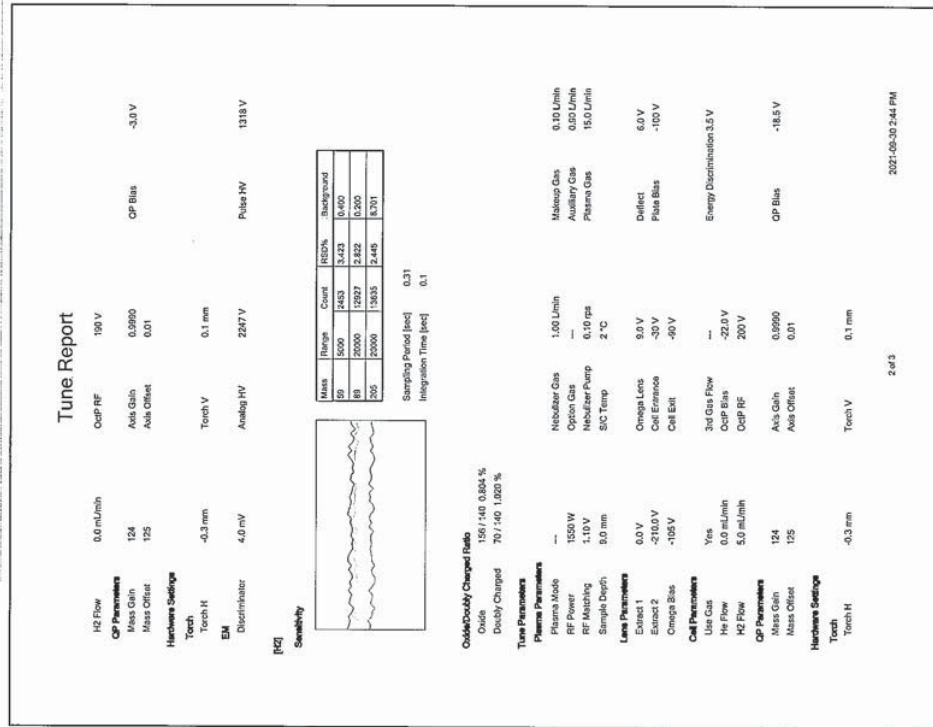 Tune Report
H2 Flow 0.0 mL/min OctP RF 190 V
QP Parameters
Mass Gain 124 Axis Gain 0.9990 QP Bias -3.0 V
Mass Offset 125 Axis Offset 0.01
Hardware Settings
Torch
Torch H -0.3 mm Torch V 0.1 mm
EM
Discriminator 4.0 mV Analog HV 2247 V Pulse HV 1318 V
[H2]
Sensitivity
Mass Range Count RSD% Background
59 5000 2453 3.423 0.400
89 20000 12927 2.822 0.200
205 20000 13635 2.445 8.701
Sampling Period [sec] 0.31
Integration Time [sec] 0.1
Oxide/Doubly Charged Ratio
Oxide 156 / 140 0.804 %
Doubly Charged 70 / 140 1.020 %
Tune Parameters
Plasma Parameters
Plasma Mode --- Nebulizer Gas 1.00 L/min Makeup Gas 0.10 L/min
RF Power 1550 W Option Gas --- Auxiliary Gas 0.90 L/min
RF Matching 1.10 V Nebulizer Pump 0.10 rps Plasma Gas 15.0 L/min
Sample Depth 9.0 mm S/C Temp 2 °C
Lens Parameters
Extract 1 0.0 V Omega Lens 9.0 V Deflect 6.0 V
Extract 2 -210.0 V Cell Entrance -30 V Plate Bias -100 V
Omega Bias -105 V Cell Exit -90 V
Cell Parameters
Use Gas Yes 3rd Gas Flow --- Energy Discrimination 3.5 V
He Flow 0.0 mL/min OctP Bias -22.0 V
H2 Flow 5.0 mL/min OctP RF 200 V
QP Parameters
Mass Gain 124 Axis Gain 0.9990 QP Bias -18.5 V
Mass Offset 125 Axis Offset 0.01
Hardware Settings
Torch
Torch H -0.3 mm Torch V 0.1 mm
2 of 3 2021-09-30 2:44 PM